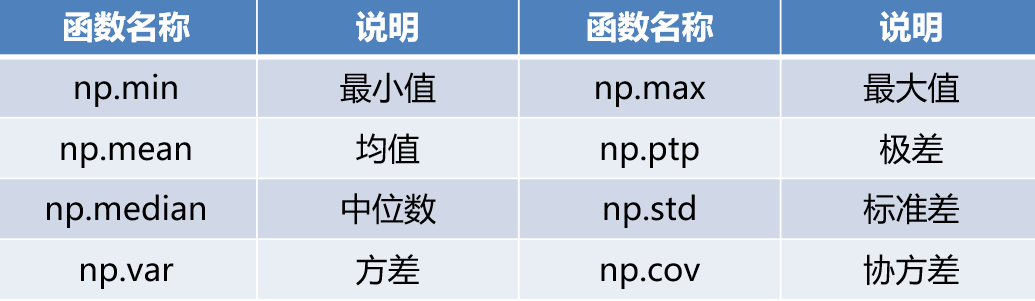 函数名称 说明 函数名称 说明
np.min 最小值 np.max 最大值
np.mean 均值 np.ptp 极差
np.median 中位数 np.std 标准差
np.var 方差 np.cov 协方差